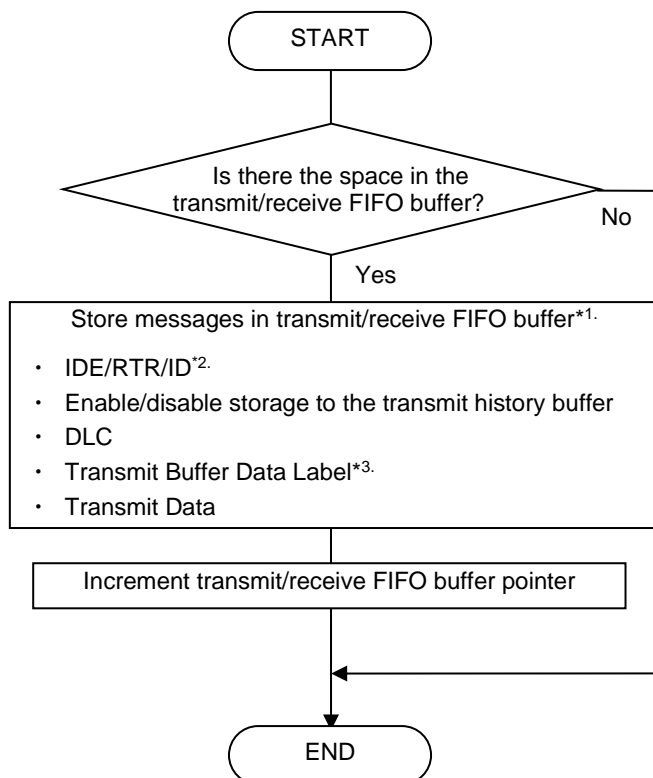 START
Is there the space in the
transmit/receive FIFO buffer?
No
Yes
Store messages in transmit/receive FIFO buffer*1.
・ IDE/RTR/ID*2.
・ Enable/disable storage to the transmit history buffer
・ DLC
・ Transmit Buffer Data Label*3.
・ Transmit Data
Increment transmit/receive FIFO buffer pointer
END